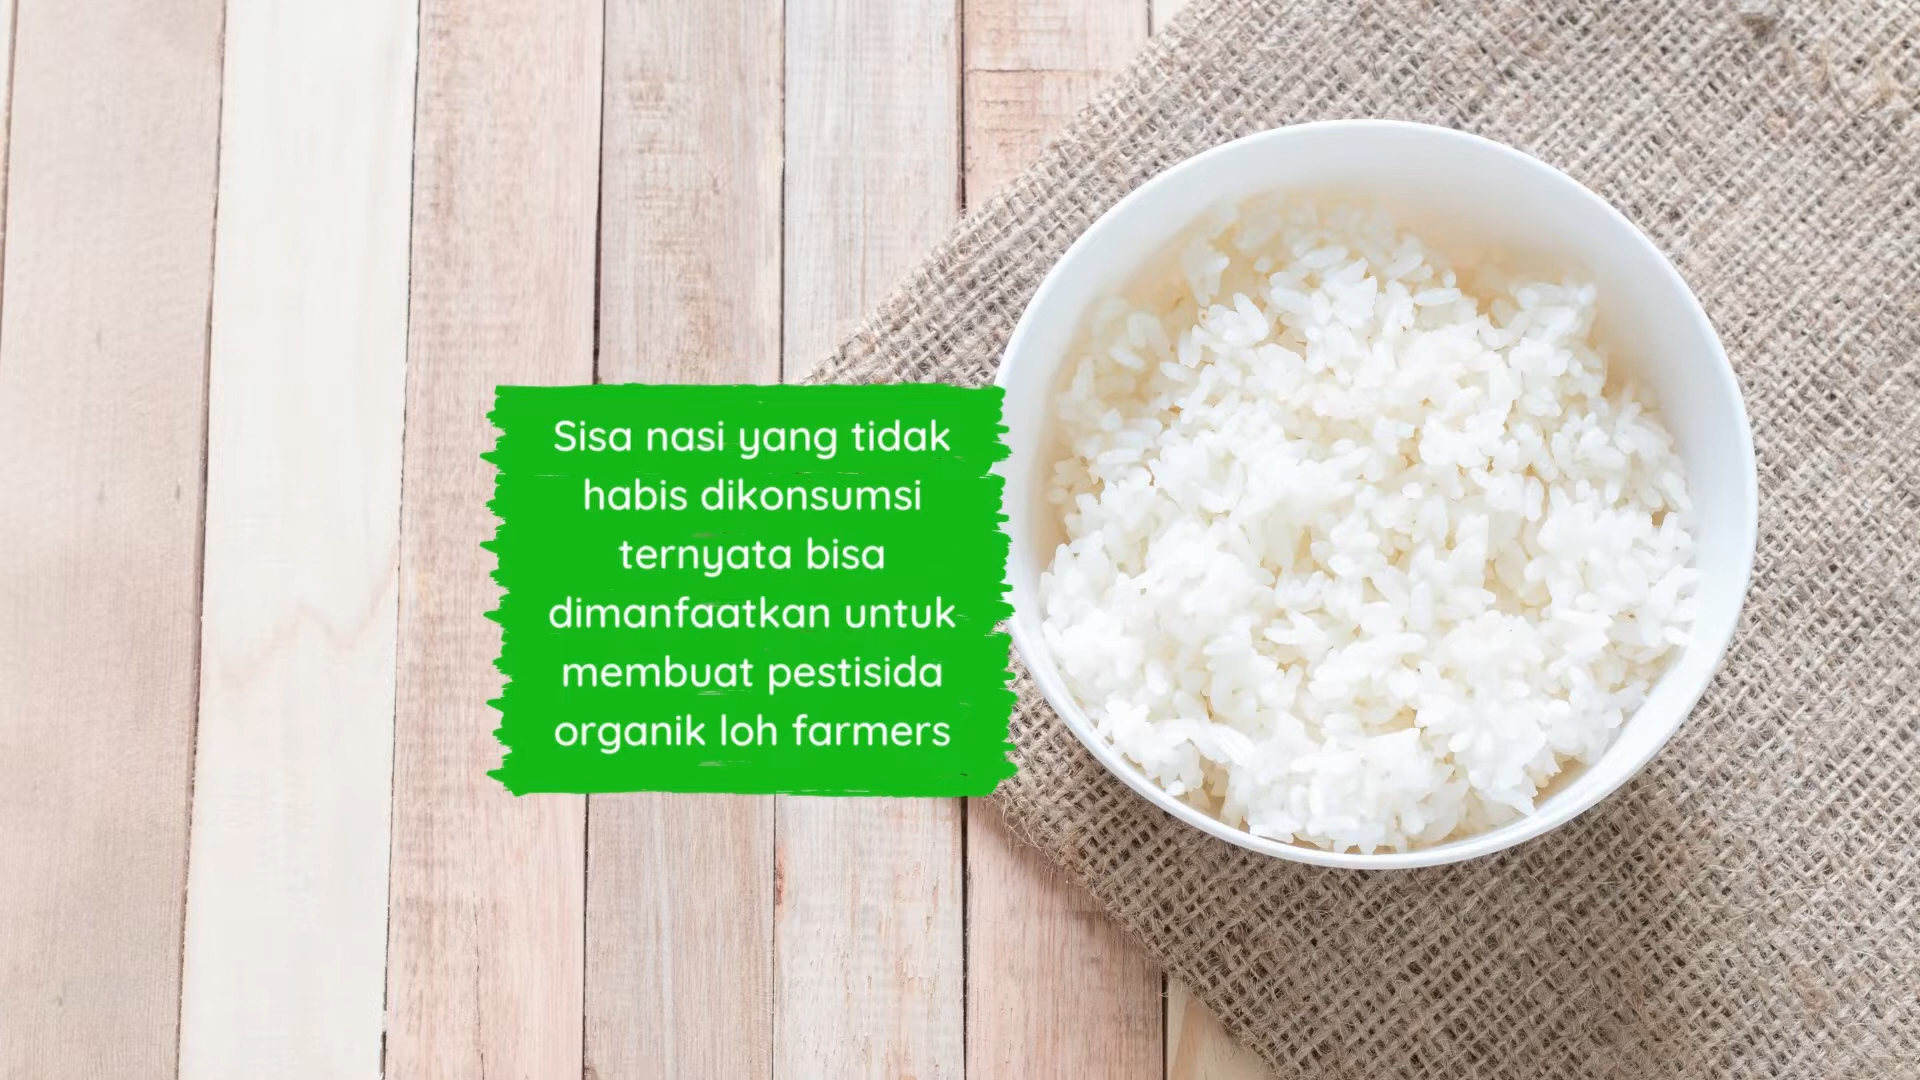 Sisa nasi yang tidak
habis dikonsumsi
ternyata bisa
dimanfaatkan untuk
membuat pestisida
organik loh farmers